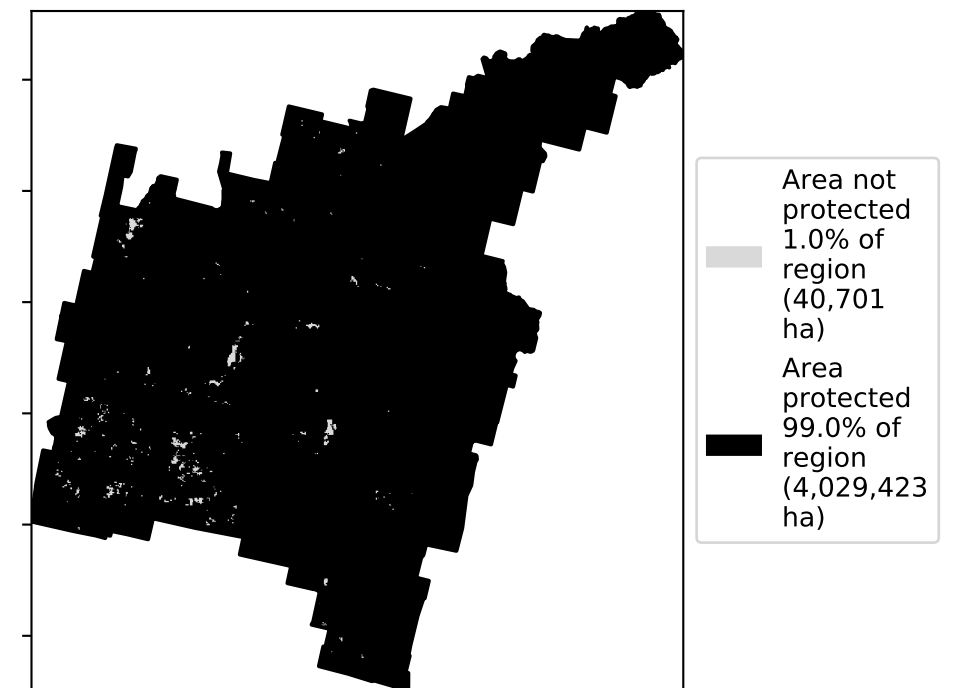 Area not
protected
1.0% of
region
(40,701
ha)
Area
protected
99.0% of
region
(4,029,423
ha)